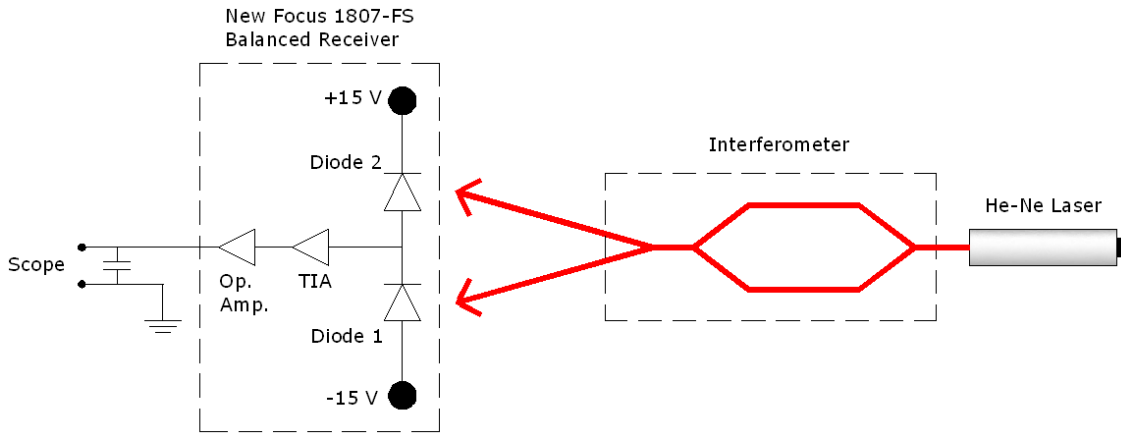 New Focus 1807-FS
Balanced Receiver
+15 V
Diode 2
Interferometer
He-Ne Laser
Scope
Op.
Amp.
TIA
Diode 1
-15 V